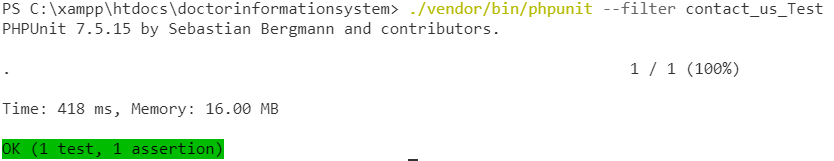 PS C:\xampp\htdocs\doctorinformationsystem> ./vendor/bin/phpunit --filter contact_us_Test
PHPUnit 7.5.15 by Sebastian Bergmann and contributors.
. 1 / 1 (100%)
Time: 418 ms, Memory: 16.00 MB
OK (1 test, 1 assertion)